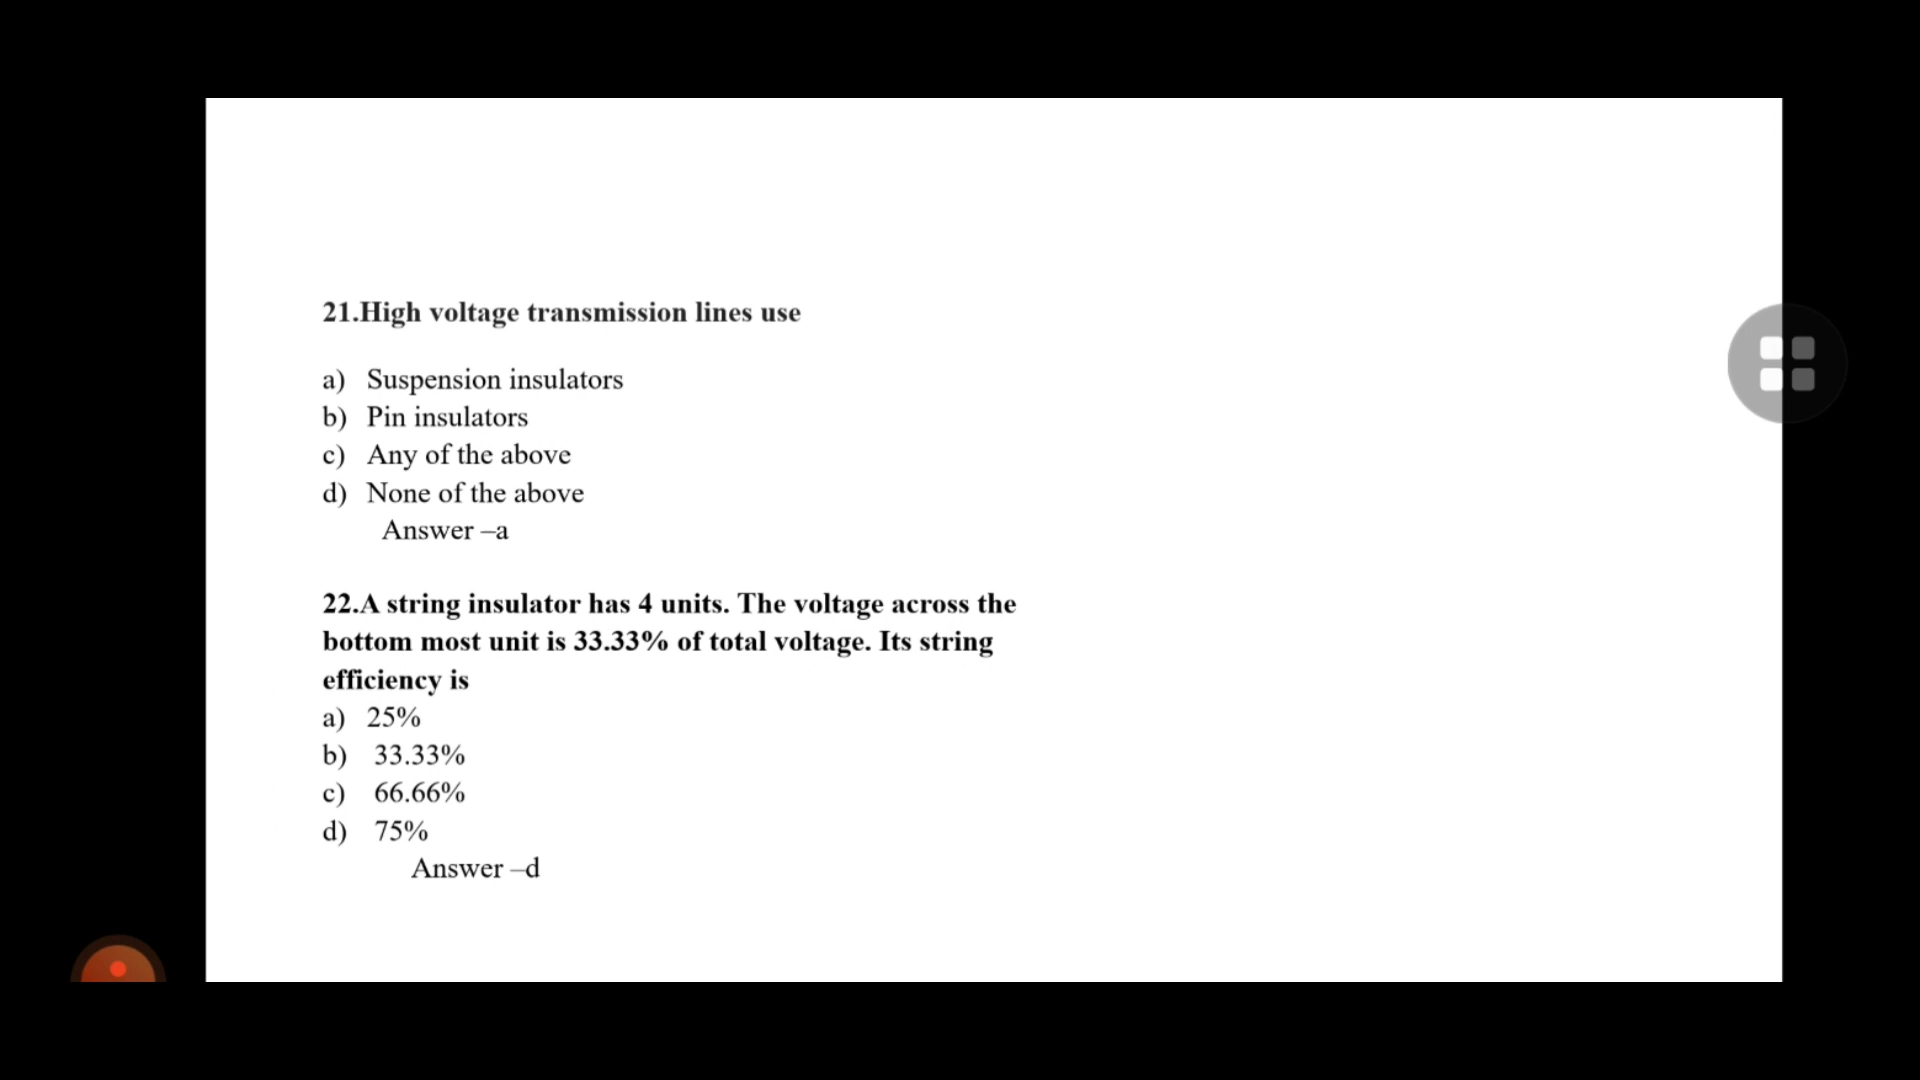 21.High voltage transmission lines use
a) Suspension insulators
b) Pin insulators
c) Any of the above
d) None of the above
Answer –a
22.A string insulator has 4 units. The voltage across the
bottom most unit is 33.33% of total voltage. Its string
efficiency is
a) 25%
b) 33.33%
c) 66.66%
d) 75%
Answer –d